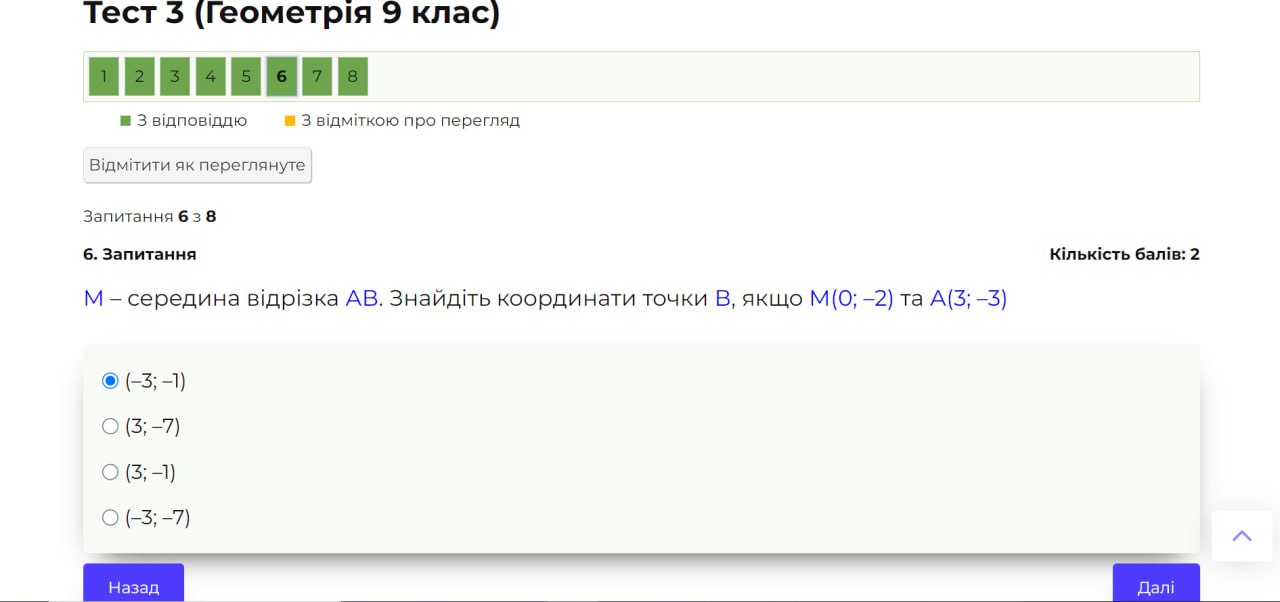 Тест 3 (Геометрія 9 клас)
1 2 3 4 5 6 7 8
З відповіддю З відміткою про перегляд
Відмітити як переглянуте
Запитання 6 з 8
6. Запитання Кількість балів: 2
М – середина відрізка АВ. Знайдіть координати точки В, якщо М(0; –2) та А(3; –3)
(–3; –1)
(3; –7)
(3; –1)
(–3; –7)
Назад Далі